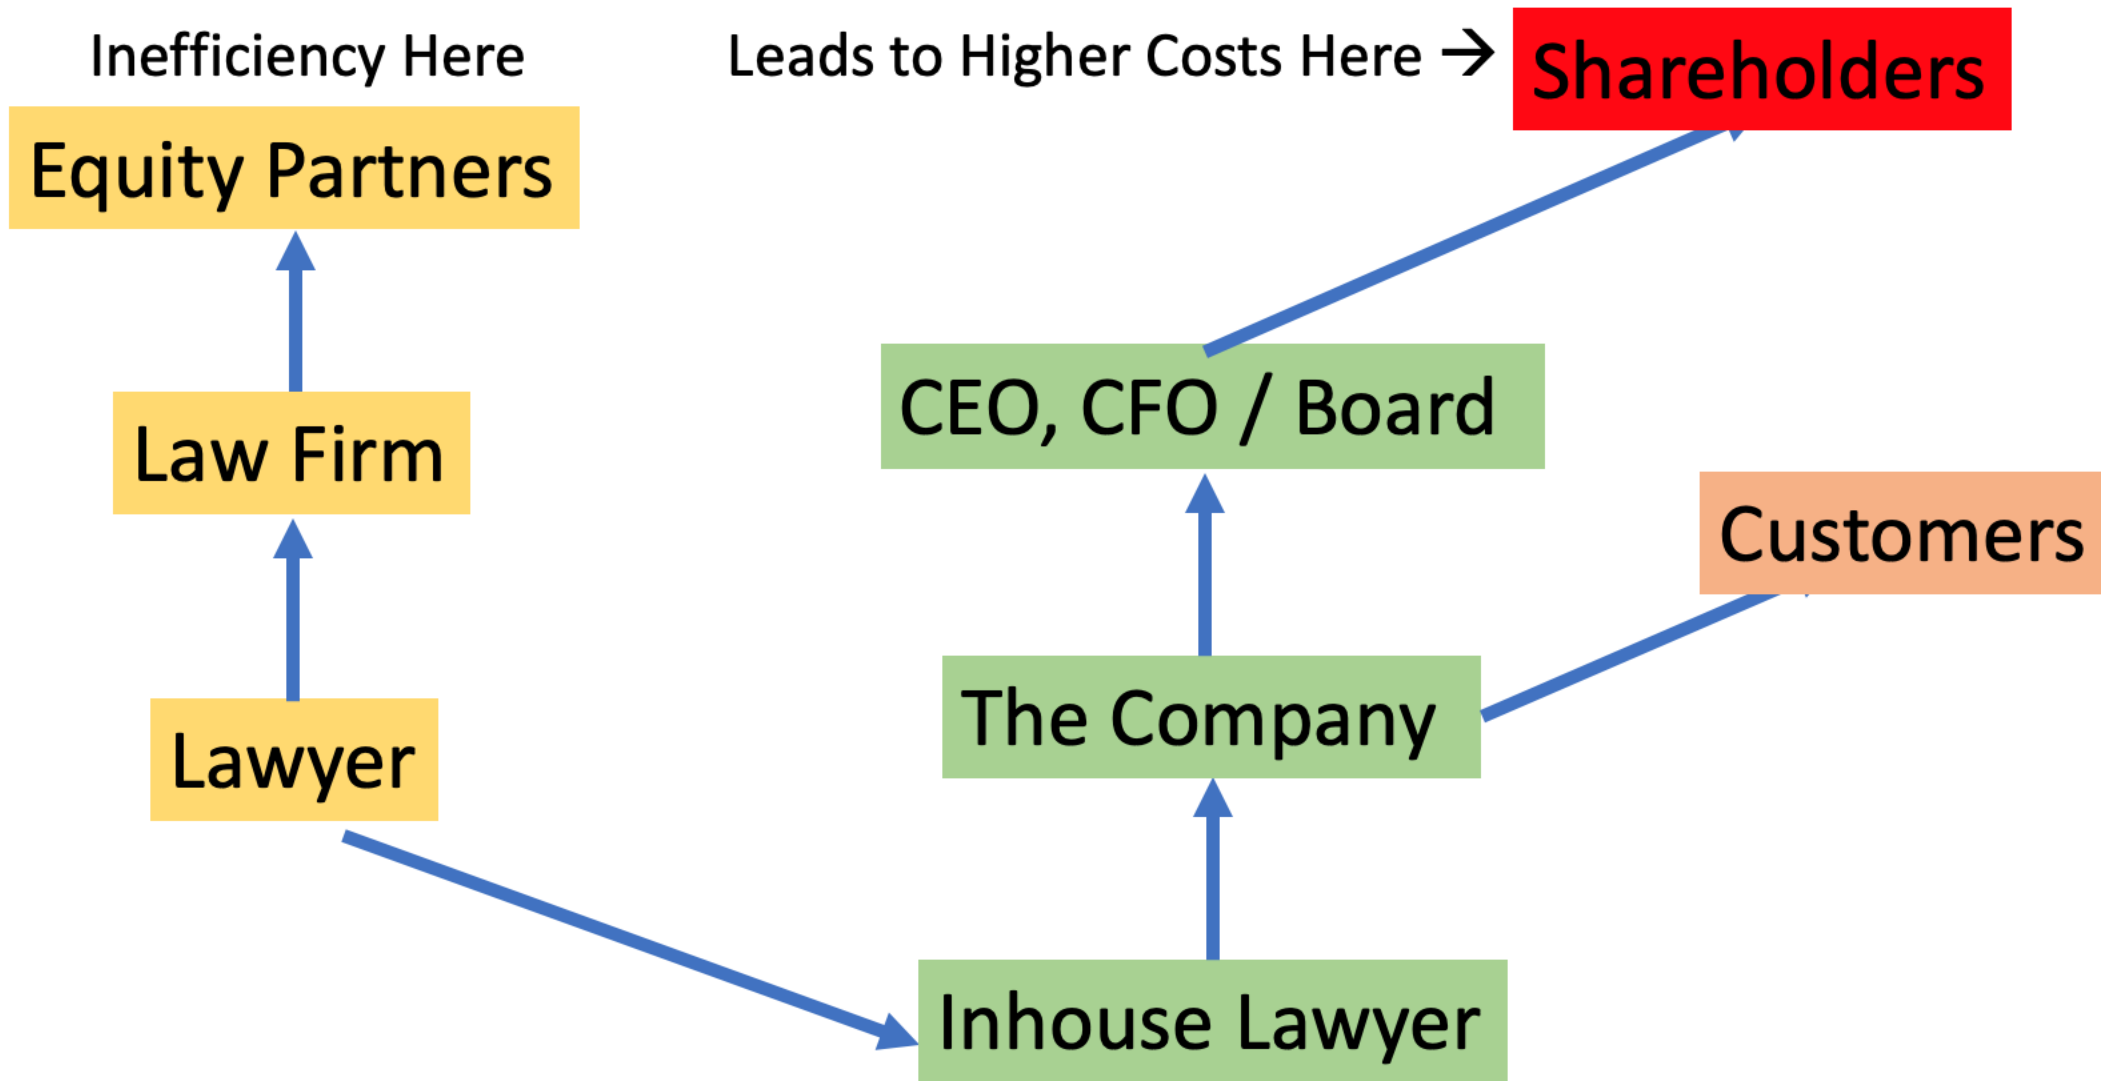 Inefficiency Here
Leads to Higher Costs Here →
Shareholders
Equity Partners
CEO, CFO / Board
Law Firm
Customers
The Company
Lawyer
Inhouse Lawyer